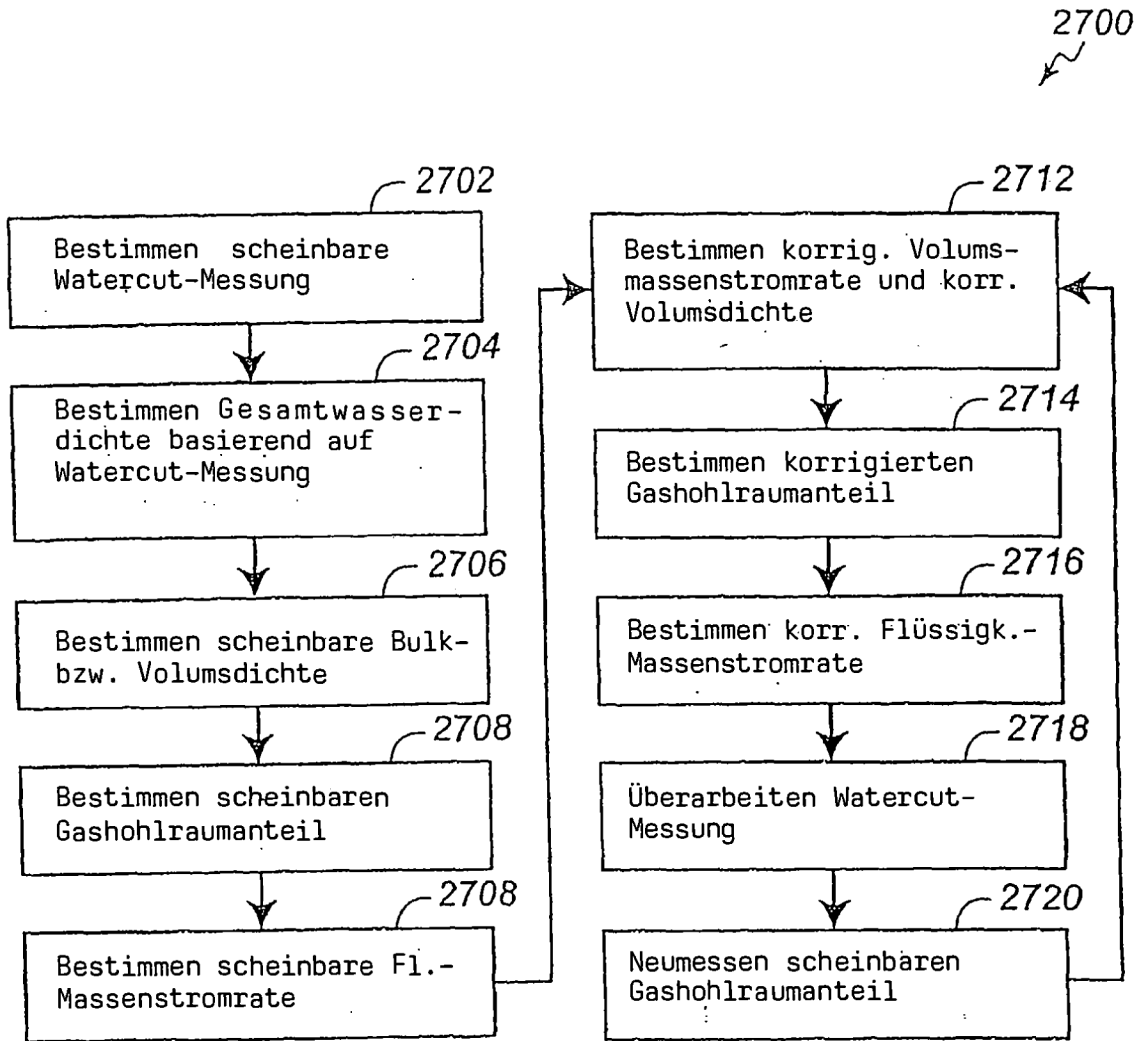 2700
2702
Bestimmen scheinbare
Watercut-Messung
2704
Bestimmen Gesamtwasser-
dichte basierend auf
Watercut-Messung
2706
Bestimmen scheinbare Bulk-
bzw. Volumsdichte
2708
Bestimmen scheinbaren
Gashohlraumanteil
2708
Bestimmen scheinbare Fl.-
Massenstromrate
2712
Bestimmen korrig. Volums-
massenstromrate und korr.
Volumsdichte
2714
Bestimmen korrigierten
Gashohlraumanteil
2716
Bestimmen korr. Flüssigk.-
Massenstromrate
2718
Überarbeiten Watercut-
Messung
2720
Neumessen scheinbaren
Gashohlraumanteil